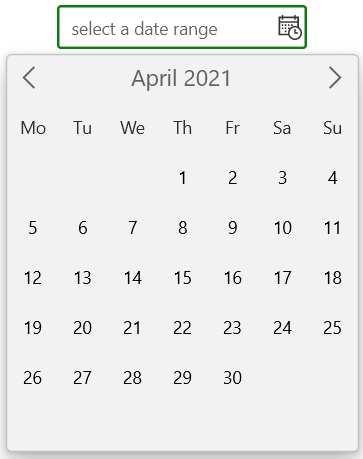 select a date range
April 2021
Mo Tu We Th Fr Sa Su
1 2 3 4
5 6 7 8 9 10 11
12 13 14 15 16 17 18
19 20 21 22 23 24 25
26 27 28 29 30